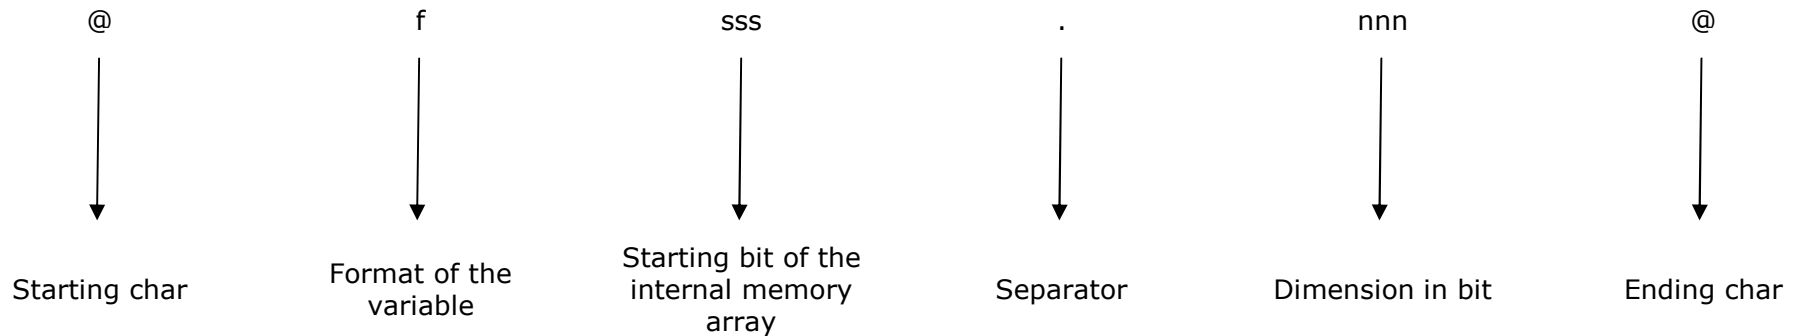 @ f sss . nnn @
Starting char
Format of the
variable
Starting bit of the
internal memory
array
Separator
Dimension in bit
Ending char